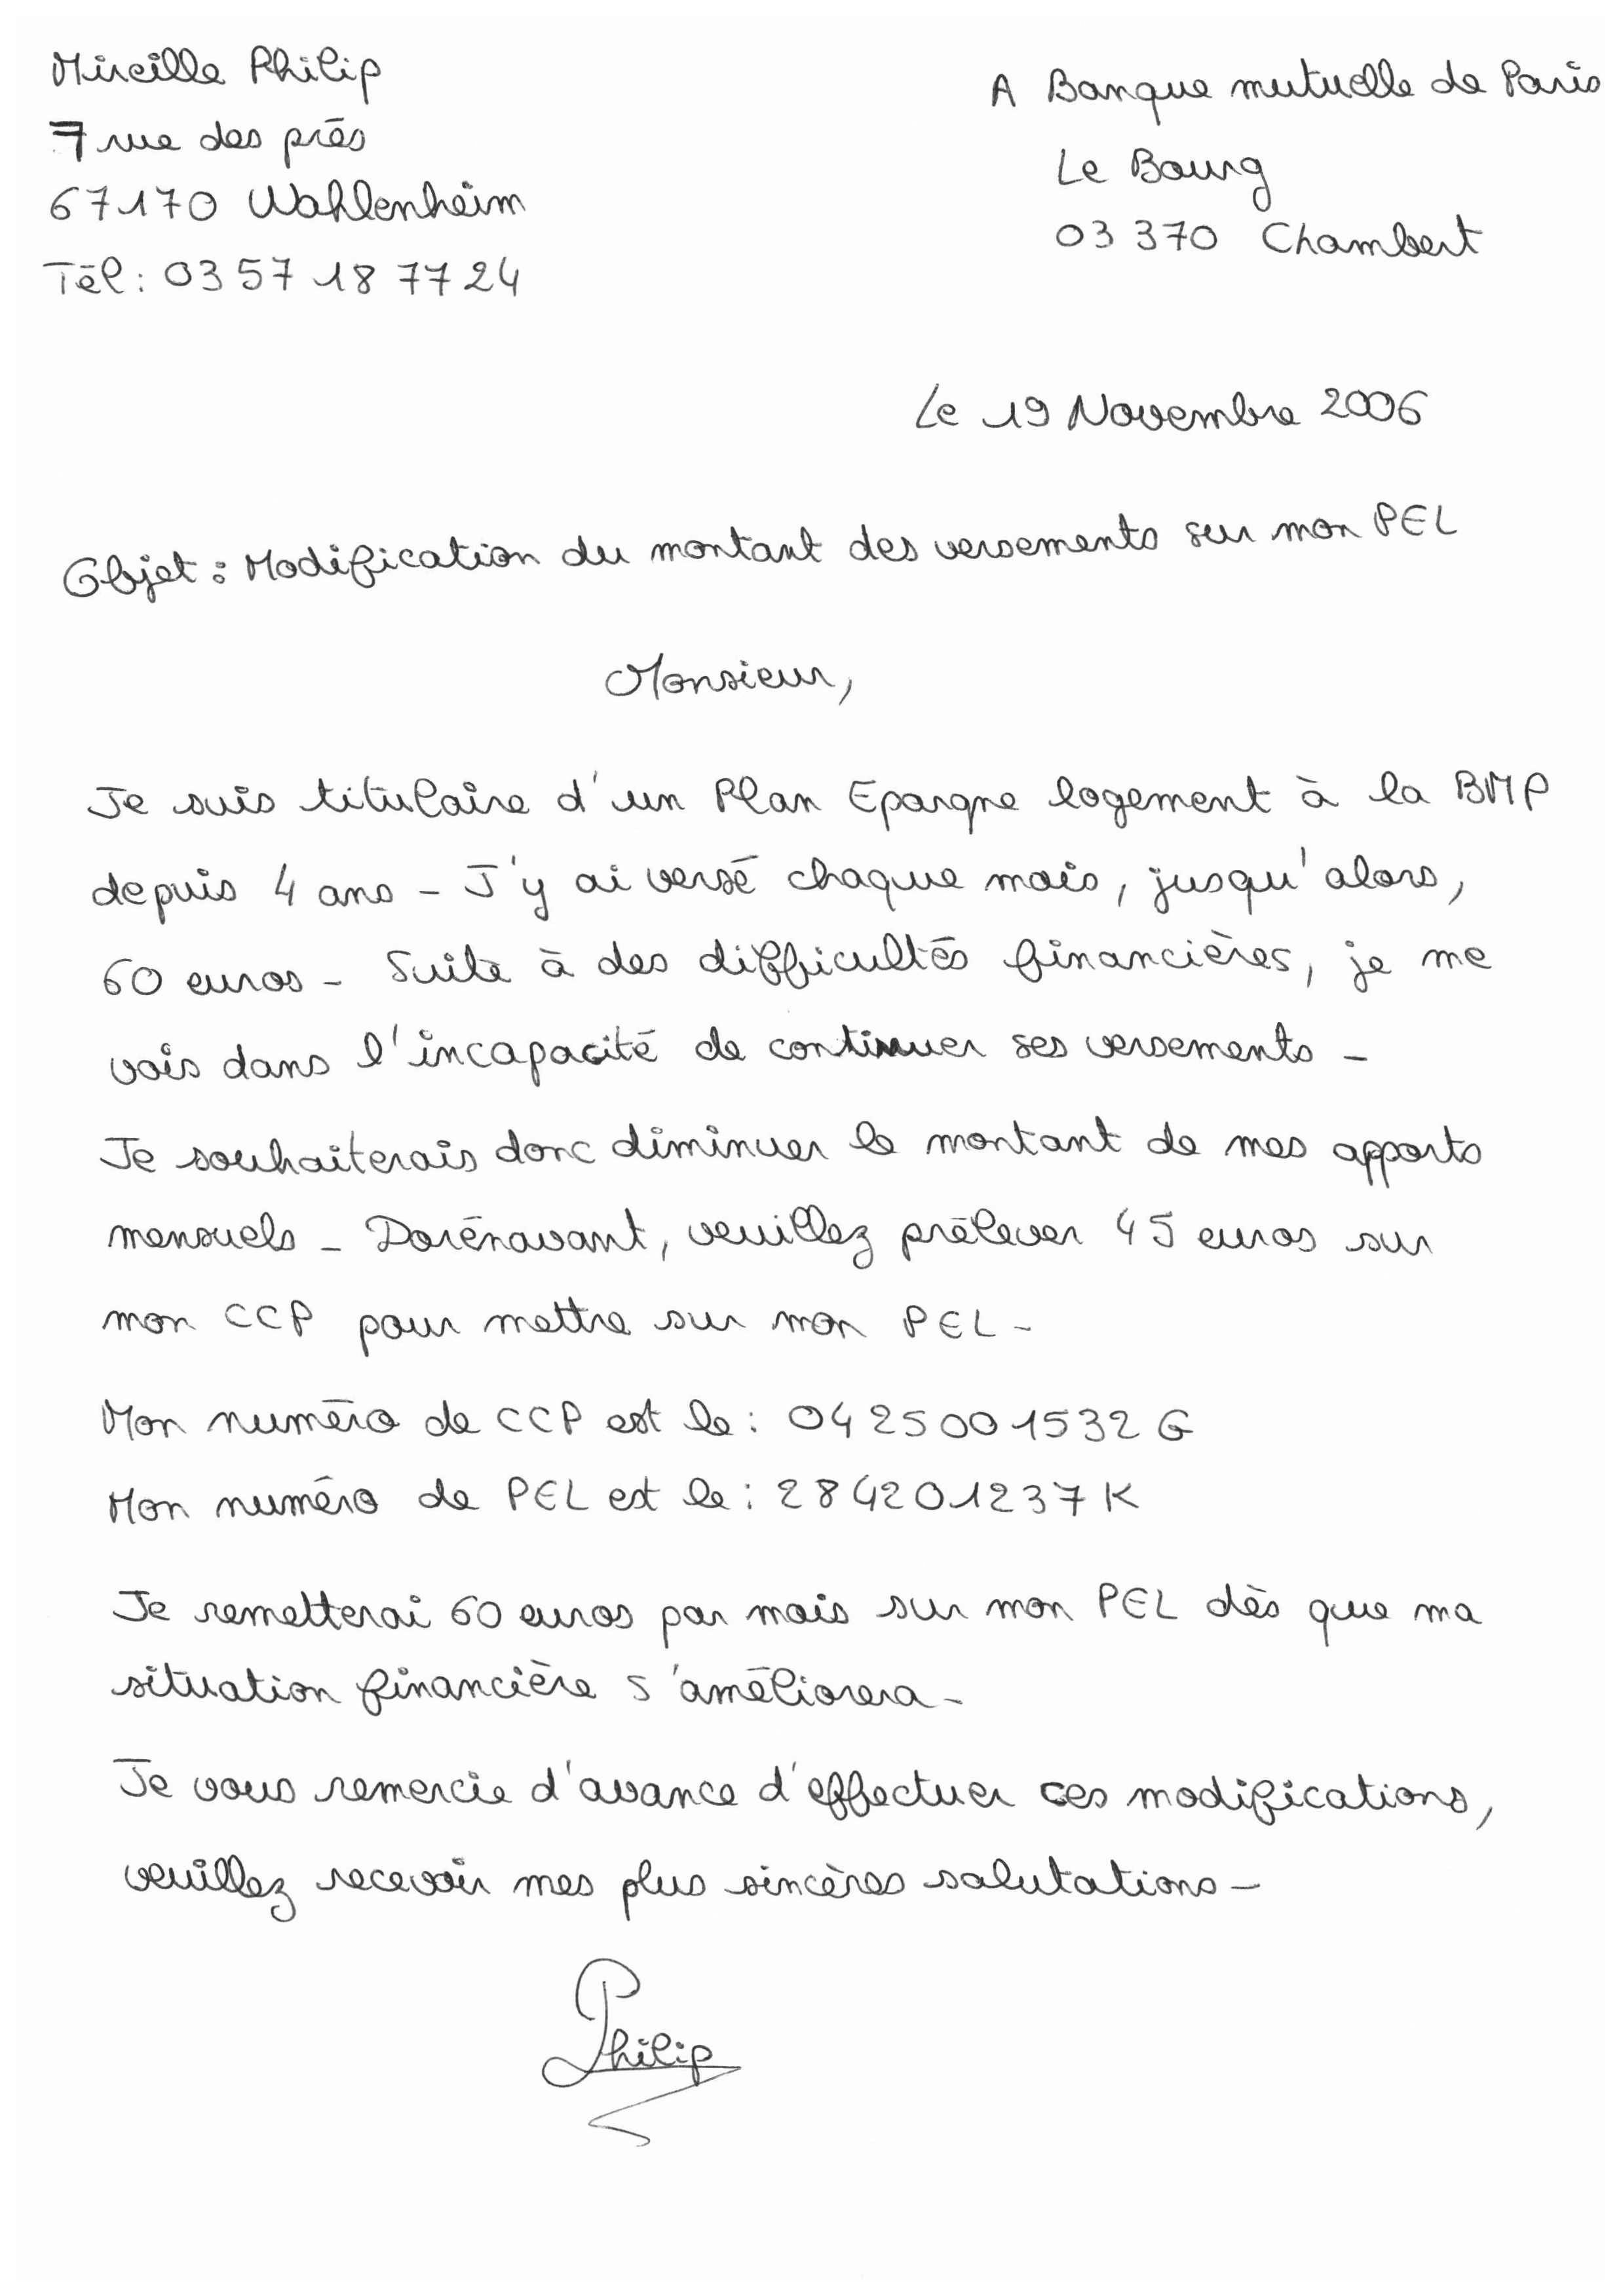 Mireille Philip
7 rue des prés
67170 Wahlenheim
Tél : 03 57 18 77 24
A Banque mutuelle de Paris
Le Bourg
03 370 Chambert
Le 19 Novembre 2006
Objet : Modification du montant des versements sur mon PEL
Monsieur,
Je suis titulaire d'un Plan Epargne logement à la BMP
depuis 4 ans - J'y ai versé chaque mois, jusqu'alors,
60 euros - Suite à des difficultés financières, je me
vois dans l'incapacité de continuer ses versements -
Je souhaiterais donc diminuer le montant de mes apports
mensuels - Dorénavant, veuillez prélever 45 euros sur
mon CCP pour mettre sur mon PEL -
Mon numéro de CCP est le : 04 25 00 1532 G
Mon numéro de PEL est le : 284201237K
Je remetterai 60 euros par mois sur mon PEL dès que ma
situation financière s'améliorera -
Je vous remercie d'avance d'effectuer ces modifications,
veuillez recevoir mes plus sincères salutations -
Philip